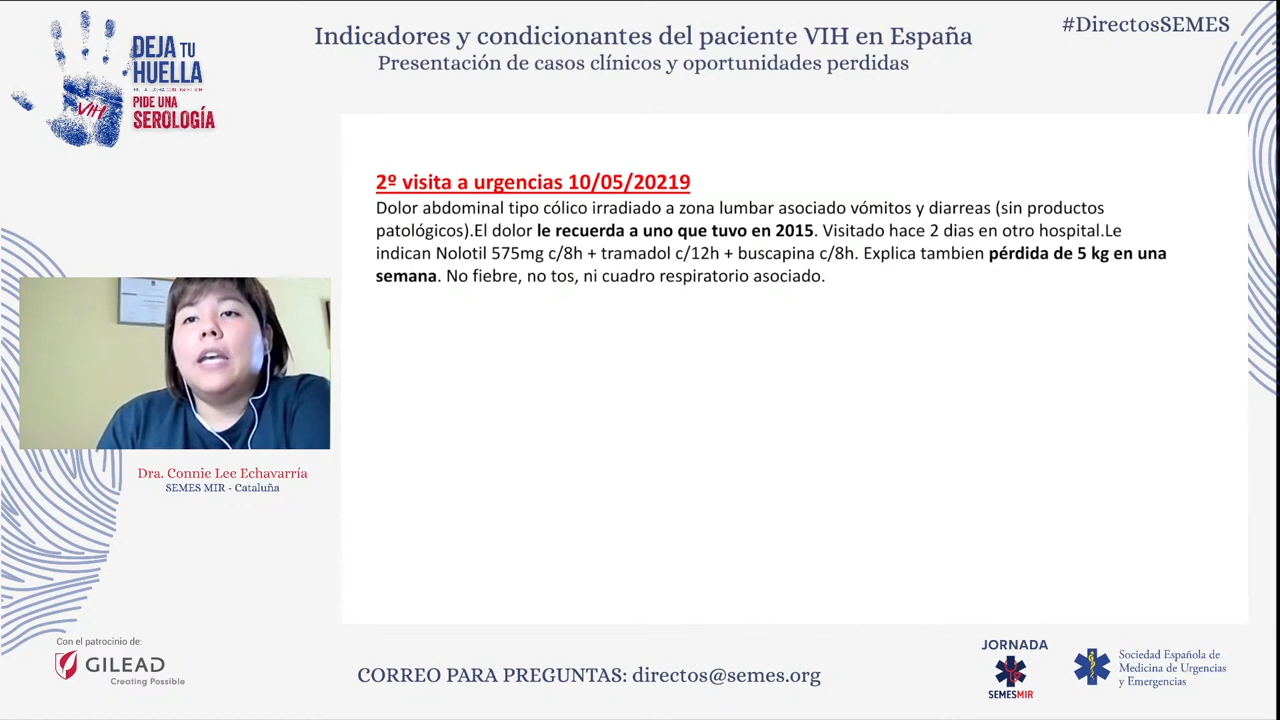 Indicadores y condicionantes del paciente VIH en España
Presentación de casos clínicos y oportunidades perdidas
#DirectosSEMES
DEJA TU
HUELLA
PIDE UNA
SEROLOGÍA
VIH
2º visita a urgencias 10/05/20219
Dolor abdominal tipo cólico irradiado a zona lumbar asociado vómitos y diarreas (sin productos
patológicos).El dolor le recuerda a uno que tuvo en 2015. Visitado hace 2 dias en otro hospital.Le
indican Nolotil 575mg c/8h + tramadol c/12h + buscapina c/8h. Explica tambien pérdida de 5 kg en una
semana. No fiebre, no tos, ni cuadro respiratorio asociado.
Dra. Connie Lee Echavarría
SEMES MIR - Cataluña
Con el patrocinio de:
GILEAD
Creating Possible
CORREO PARA PREGUNTAS: directos@semes.org
JORNADA
SEMESMIR
Sociedad Española de
Medicina de Urgencias
y Emergencias